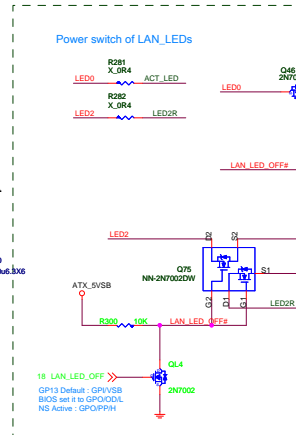 Power switch of LAN_LEDs
R281
X_0R4
LED0
ACT_LED
Q46
LED0
R282
X_0R4
LED2
LED2R
LAN_LED_OFF#
LED2
D2
S2
Q75
NN-2N7002DW
S1
G2
D1
G1
LED2R
ATX_5VSB
R300
10K
LAN_LED_OFF#
QL4
18
LAN_LED_OFF
2N7002
GP13 Default : GPI/VSB
BIOS set it to GPO/OD/L
NS Active : GPO/PP/H